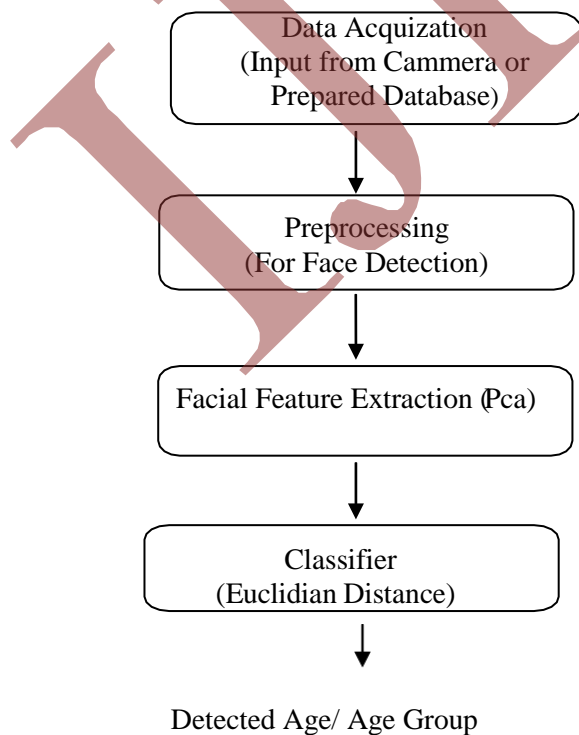 Data Acquization
(Input from Cammera or
Prepared Database)
Preprocessing
(For Face Detection)
Facial Feature Extraction (Pca)
Classifier
(Euclidian Distance)
Detected Age/ Age Group